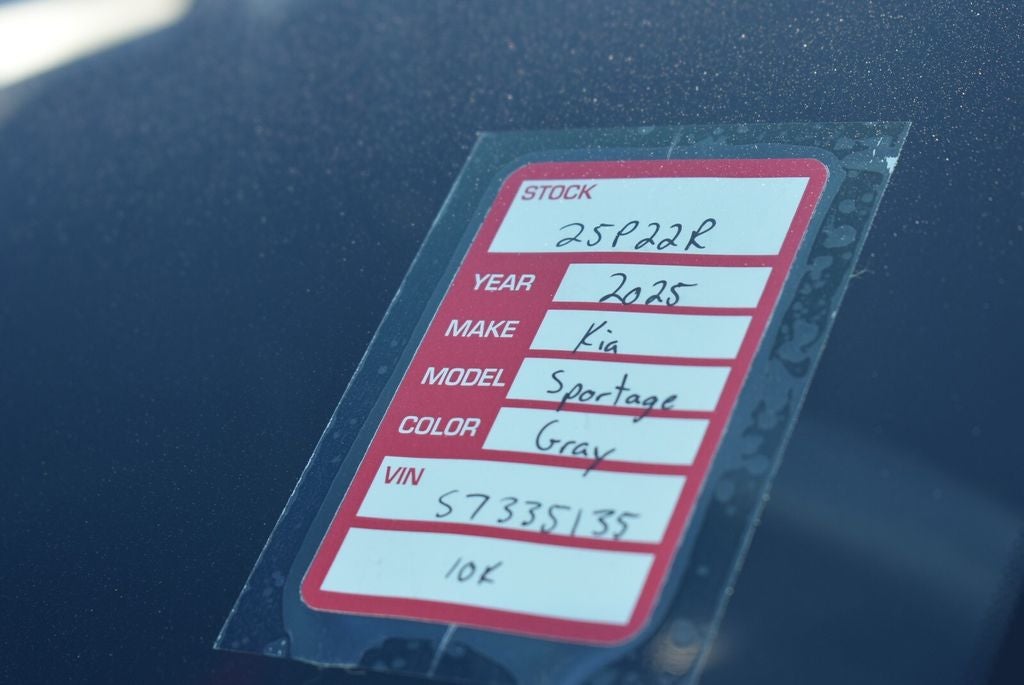 STOCK
25P22R
YEAR 2025
MAKE Kia
MODEL Sportage
COLOR Gray
VIN
S7335135
10K